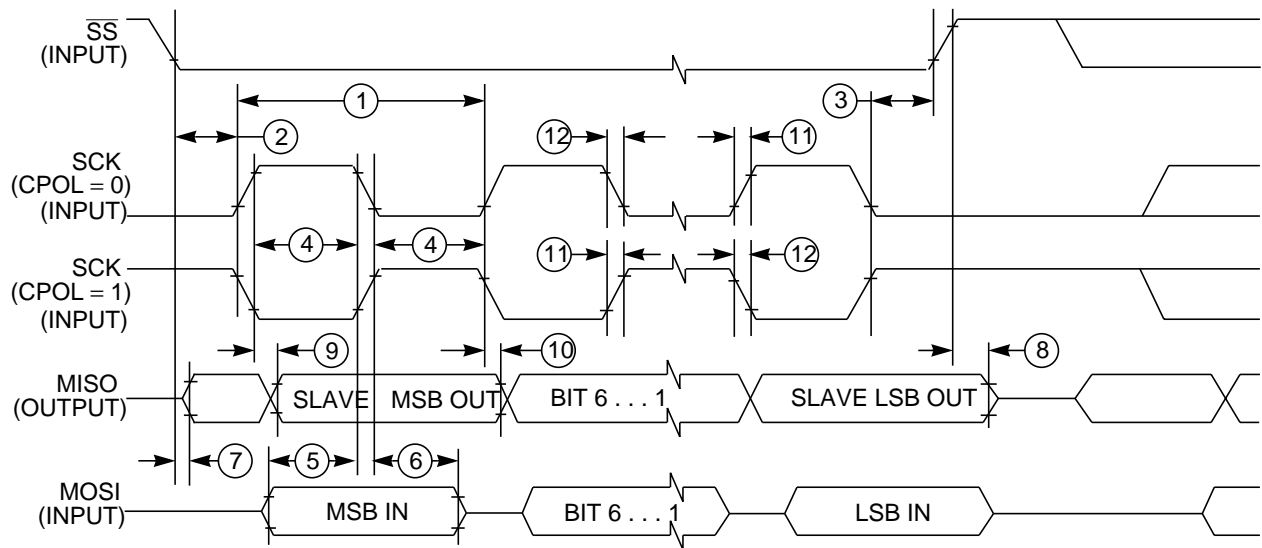 SS
(INPUT)
1
3
2
12
11
SCK
(CPOL = 0)
(INPUT)
4
4
11
12
SCK
(CPOL = 1)
(INPUT)
9
10
8
MISO
(OUTPUT)
SLAVE MSB OUT
BIT 6 . . . 1
SLAVE LSB OUT
7
5
6
MOSI
(INPUT)
MSB IN
BIT 6 . . . 1
LSB IN